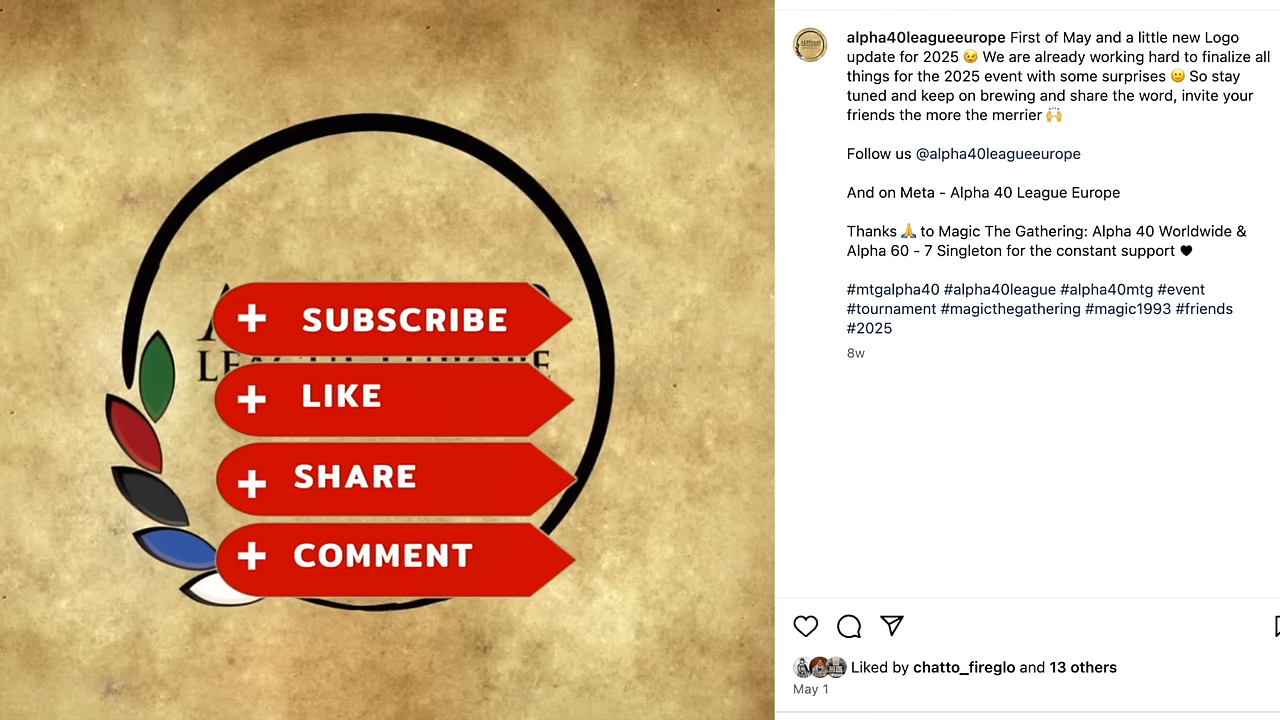 SUBSCRIBE
LIKE
SHARE
COMMENT
alpha40leagueeurope First of May and a little new Logo
update for 2025 😉 We are already working hard to finalize all
things for the 2025 event with some surprises 🙂 So stay
tuned and keep on brewing and share the word, invite your
friends the more the merrier 🙌
Follow us @alpha40leagueeurope
And on Meta - Alpha 40 League Europe
Thanks 🙏 to Magic The Gathering: Alpha 40 Worldwide &
Alpha 60 - 7 Singleton for the constant support 🖤
#mtgalpha40 #alpha40league #alpha40mtg #event
#tournament #magicthegathering #magic1993 #friends
#2025
8w
Liked by chatto_fireglo and 13 others
May 1